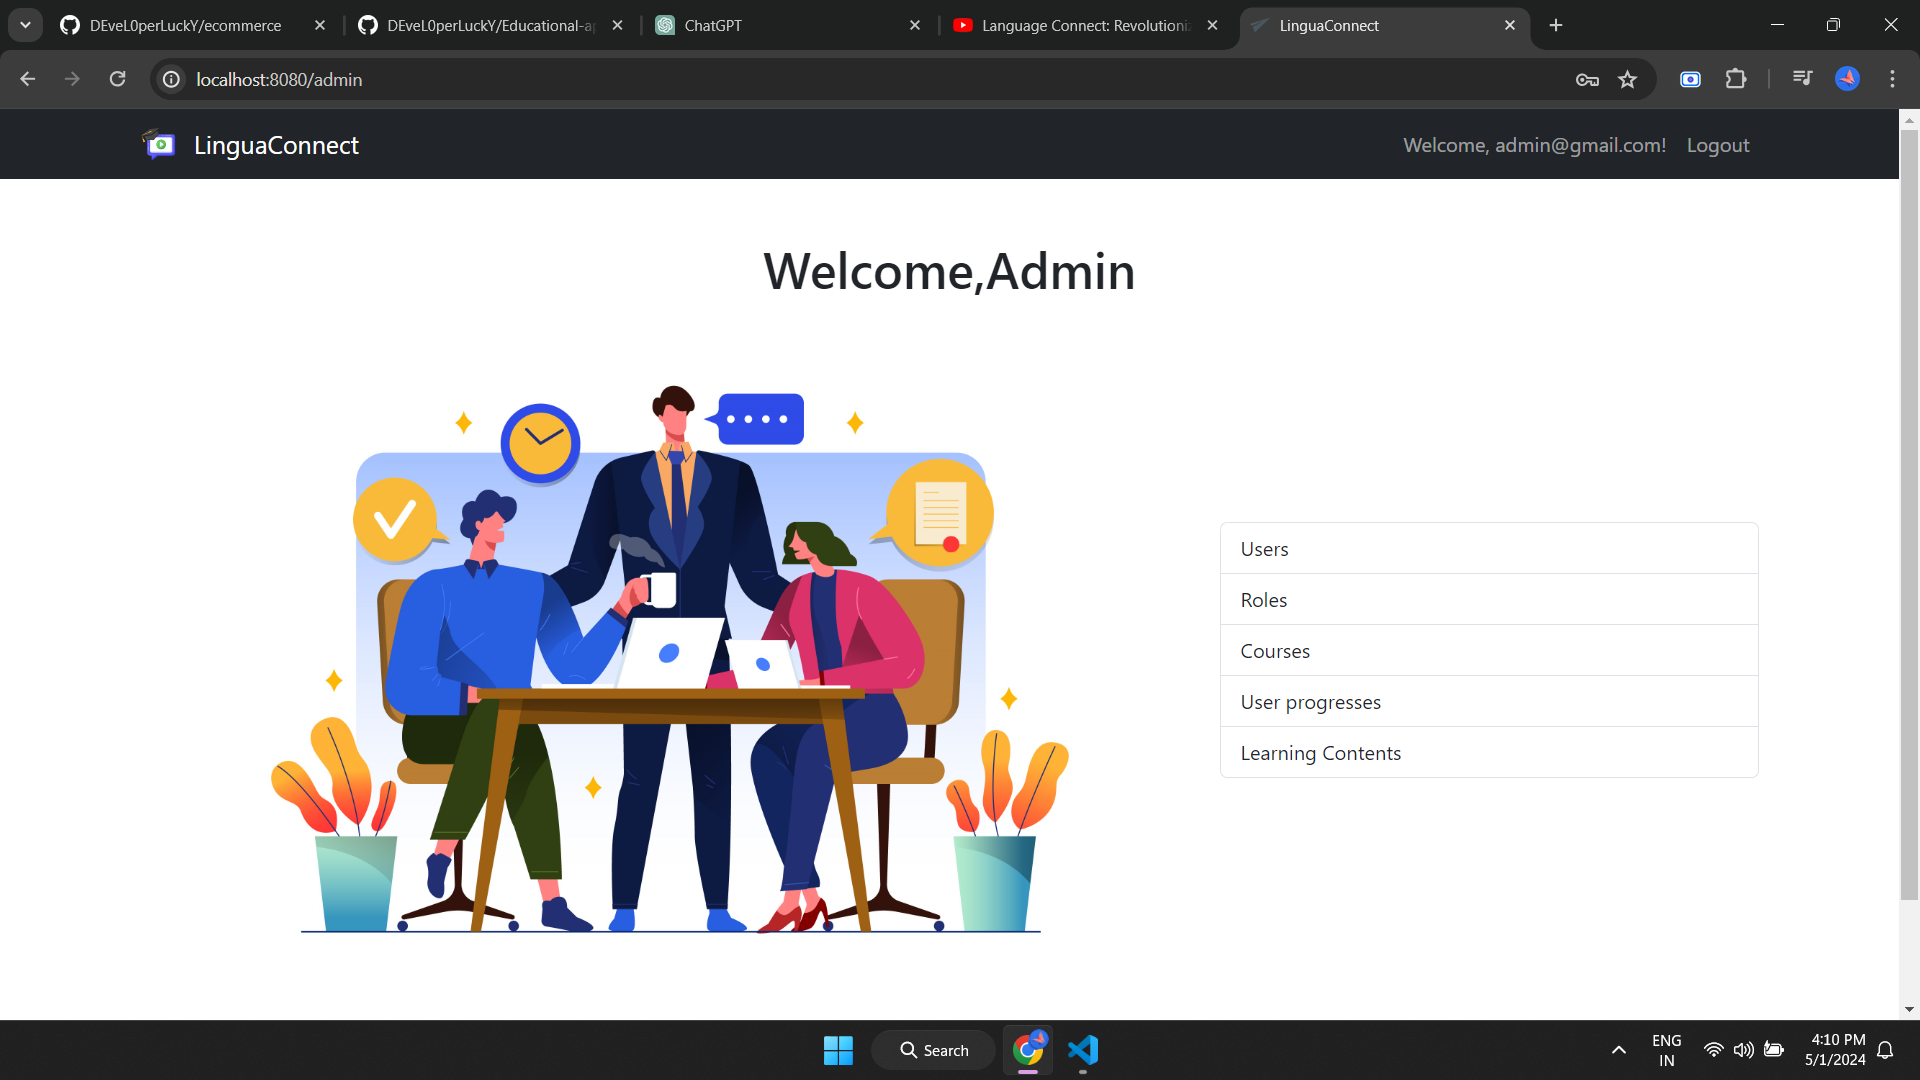 DEveL0perLuckY/ecommerce
DEveL0perLuckY/Educational-a
ChatGPT
Language Connect: Revolutioni
LinguaConnect
localhost:8080/admin
LinguaConnect
Welcome, admin@gmail.com!
Logout
Welcome,Admin
Users
Roles
Courses
User progresses
Learning Contents
Search
ENG
IN
4:10 PM
5/1/2024